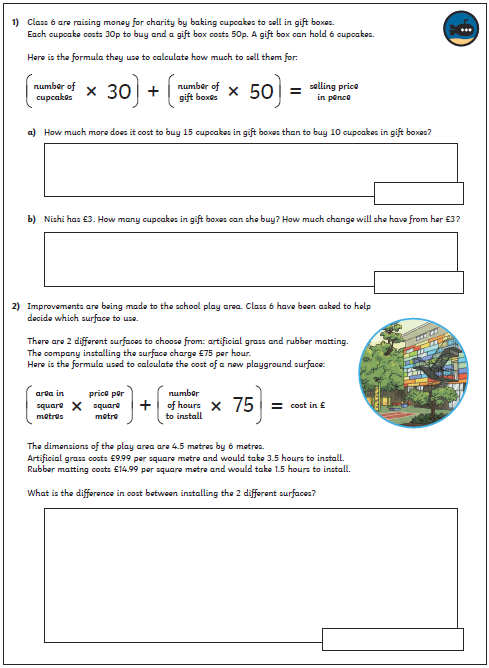 1) Class 6 are raising money for charity by baking cupcakes to sell in gift boxes.
Each cupcake costs 30p to buy and a gift box costs 50p. A gift box can hold 6 cupcakes.
Here is the formula they use to calculate how much to sell them for:
(number of cupcakes × 30) + (number of gift boxes × 50) = selling price in pence
a) How much more does it cost to buy 15 cupcakes in gift boxes than to buy 10 cupcakes in gift boxes?
b) Nishi has £3. How many cupcakes in gift boxes can she buy? How much change will she have from her £3?
2) Improvements are being made to the school play area. Class 6 have been asked to help
decide which surface to use.
There are 2 different surfaces to choose from: artificial grass and rubber matting.
The company installing the surface charge £75 per hour.
Here is the formula used to calculate the cost of a new playground surface:
(area in square metres × price per square metre) + (number of hours to install × 75) = cost in £
The dimensions of the play area are 4.5 metres by 6 metres.
Artificial grass costs £9.99 per square metre and would take 3.5 hours to install.
Rubber matting costs £14.99 per square metre and would take 1.5 hours to install.
What is the difference in cost between installing the 2 different surfaces?